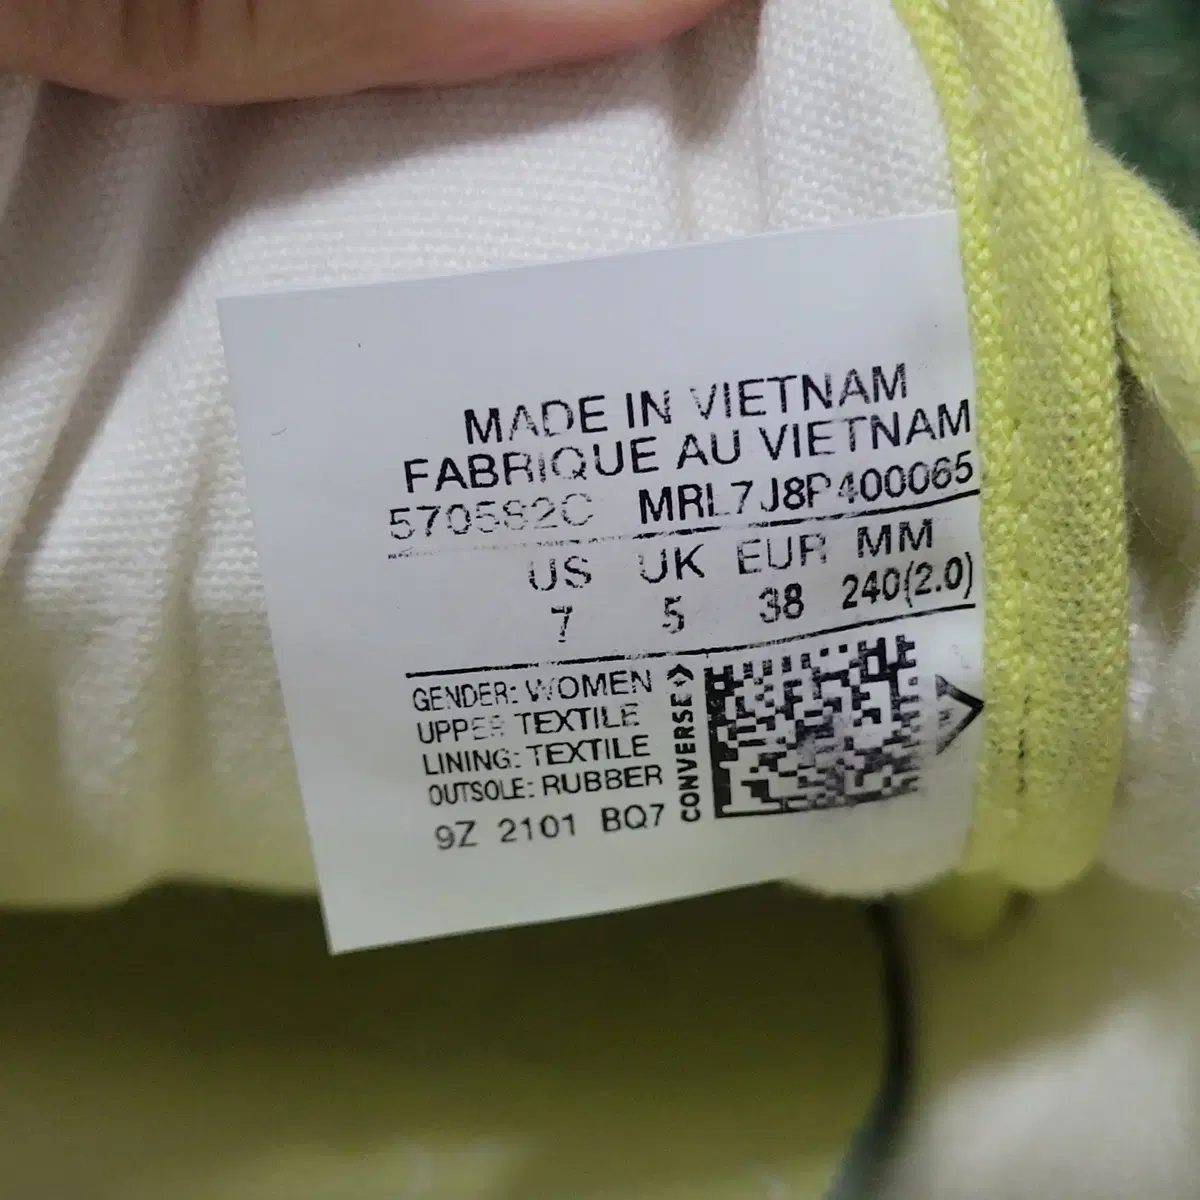 MADE IN VIETNAM
FABRIQUE AU VIETNAM
570582C MRL7J8P400065
US UK EUR MM
7 5 38 240(2.0)
GENDER: WOMEN
UPPER TEXTILE
LINING: TEXTILE
OUTSOLE: RUBBER
9Z 2101 BQ7
CONVERSE